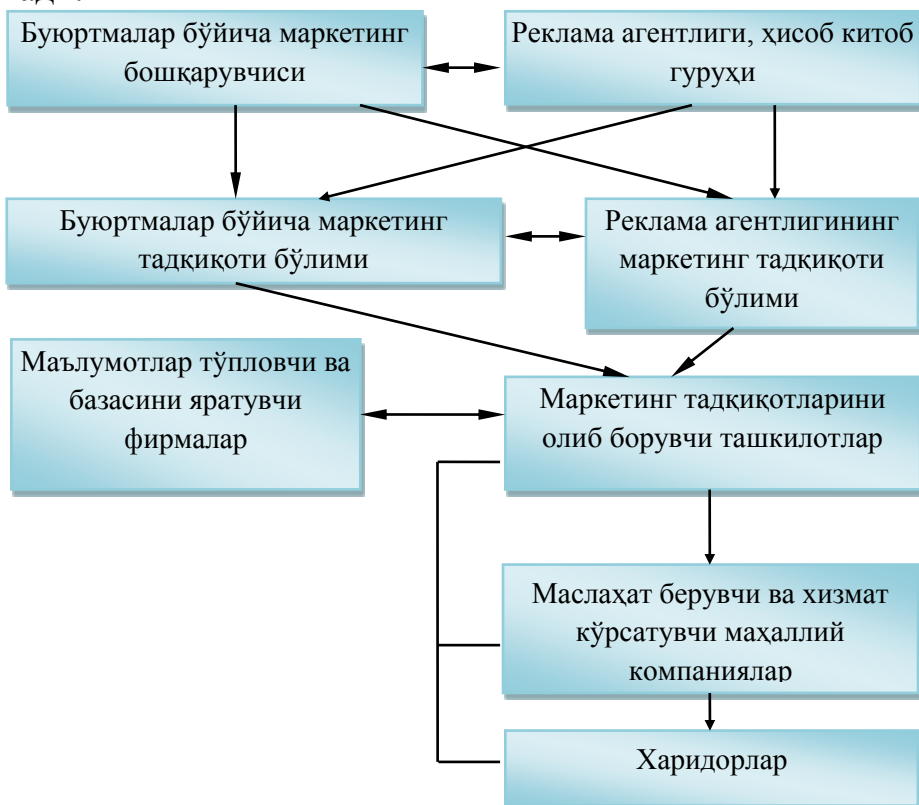 Буюртмалар бўйича маркетинг
бошқарувчиси
Реклама агентлиги, ҳисоб китоб
гуруҳи
Буюртмалар бўйича маркетинг
тадқиқоти бўлими
Реклама агентлигининг
маркетинг тадқиқоти
бўлими
Маълумотлар тўпловчи ва
базасини яратувчи
фирмалар
Маркетинг тадқиқотларини
олиб борувчи ташкилотлар
Маслаҳат берувчи ва хизмат
кўрсатувчи маҳаллий
компаниялар
Харидорлар